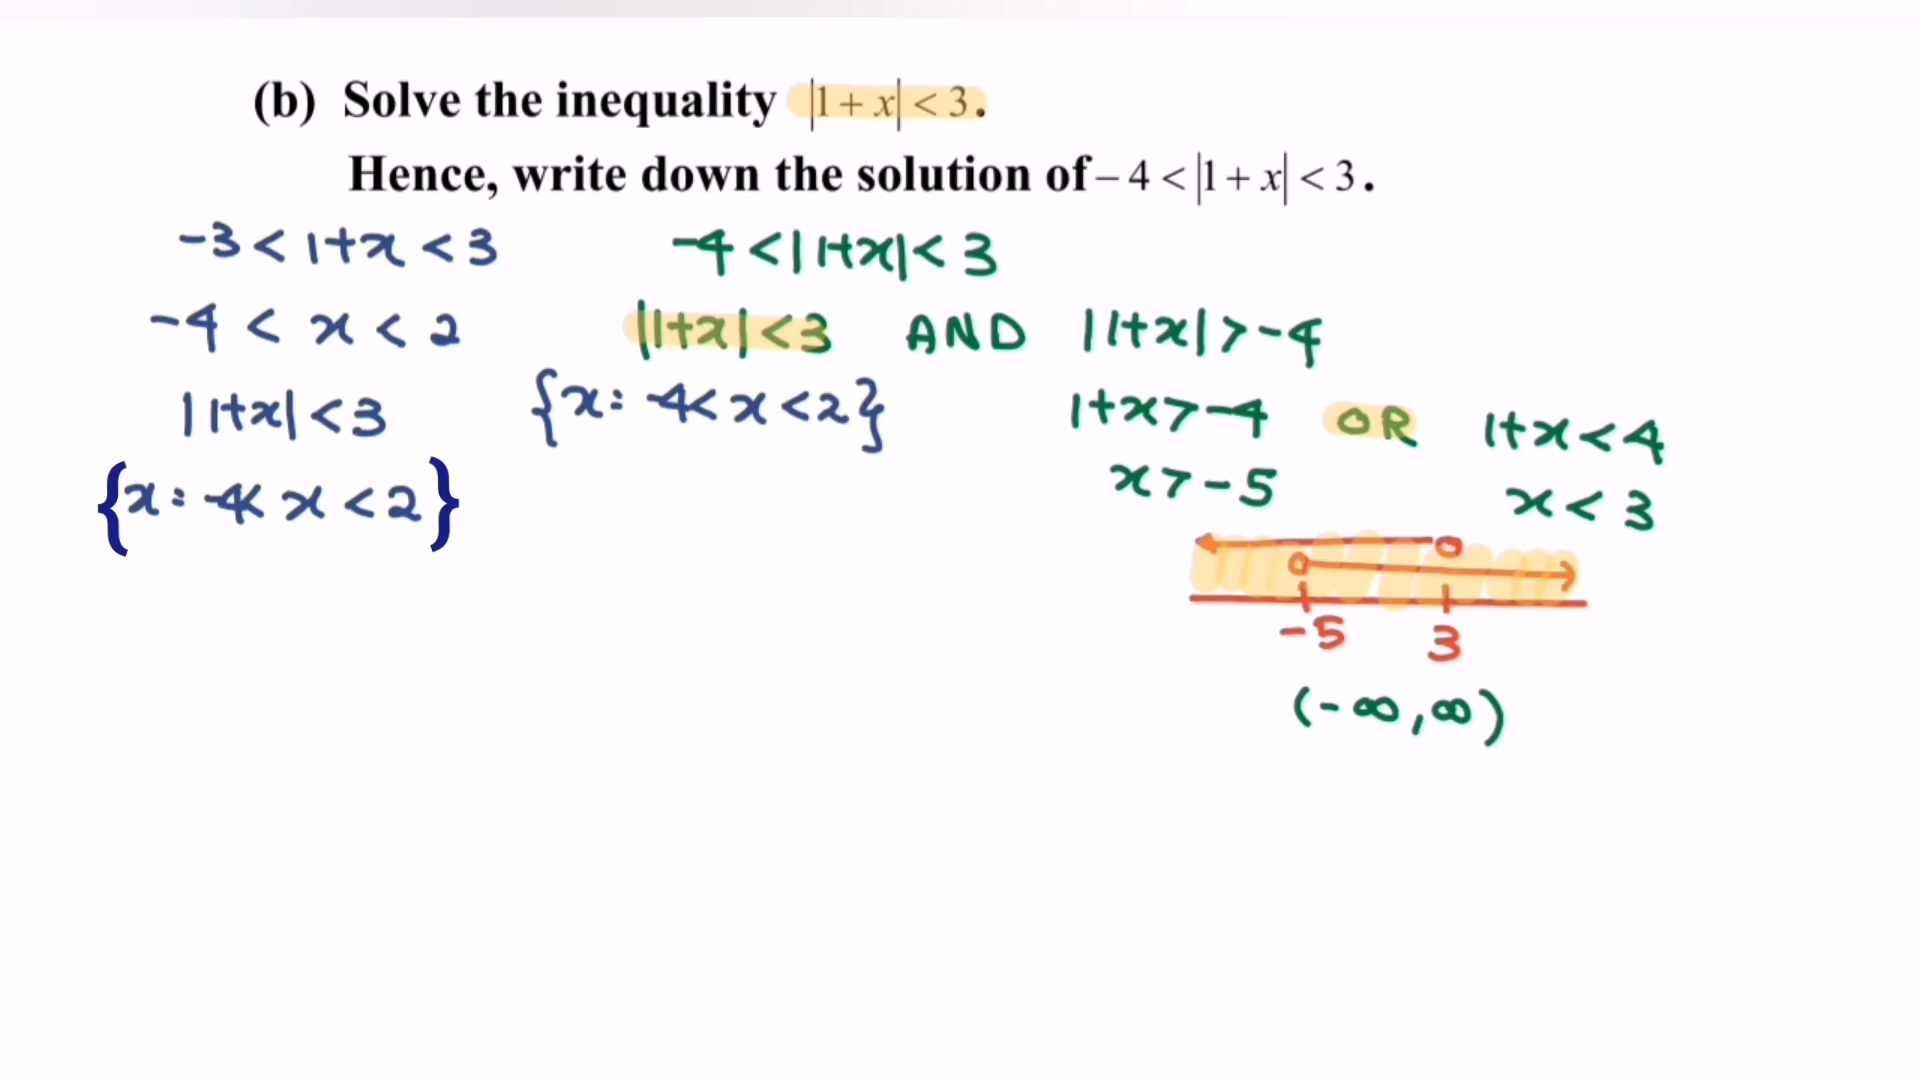 (b) Solve the inequality |1 + x| < 3.
Hence, write down the solution of – 4 < |1 + x| < 3.
-3 < 1+x < 3
-4 < x < 2
|1+x| < 3
{x: -4 < x < 2}
-4 < |1+x| < 3
|1+x| < 3 AND |1+x| > -4
{x: -4 < x < 2}
1+x > -4 OR 1+x < 4
x > -5 x < 3
-5 3
(-∞, ∞)